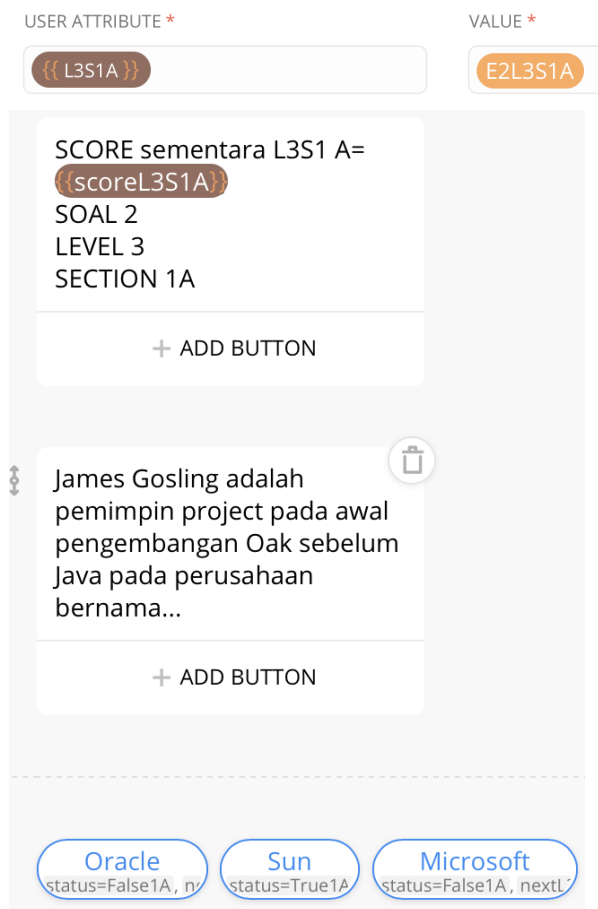 USER ATTRIBUTE * VALUE *
{{ L3S1A }} E2L3S1A
SCORE sementara L3S1 A=
{{scoreL3S1A}}
SOAL 2
LEVEL 3
SECTION 1A
+ ADD BUTTON
James Gosling adalah
pemimpin project pada awal
pengembangan Oak sebelum
Java pada perusahaan
bernama...
+ ADD BUTTON
Oracle Sun Microsoft
status=False1A, status=True1A status=False1A,